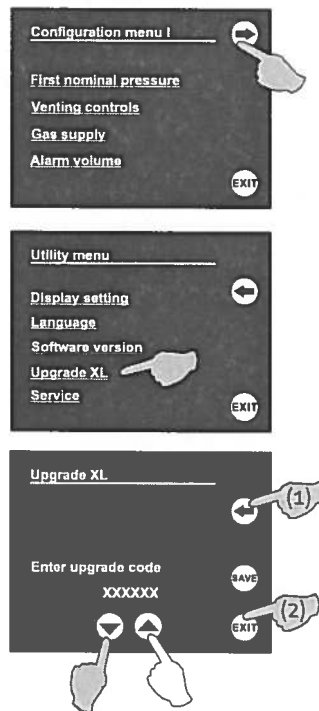 Configuration menu I
First nominal pressure
Venting controls
Gas supply
Alarm volume
EXIT
Utility menu
Display setting
Language
Software version
Upgrade XL
Service
EXIT
Upgrade XL
(1)
Enter upgrade code
SAVE
XXXXXX
(2)
EXIT